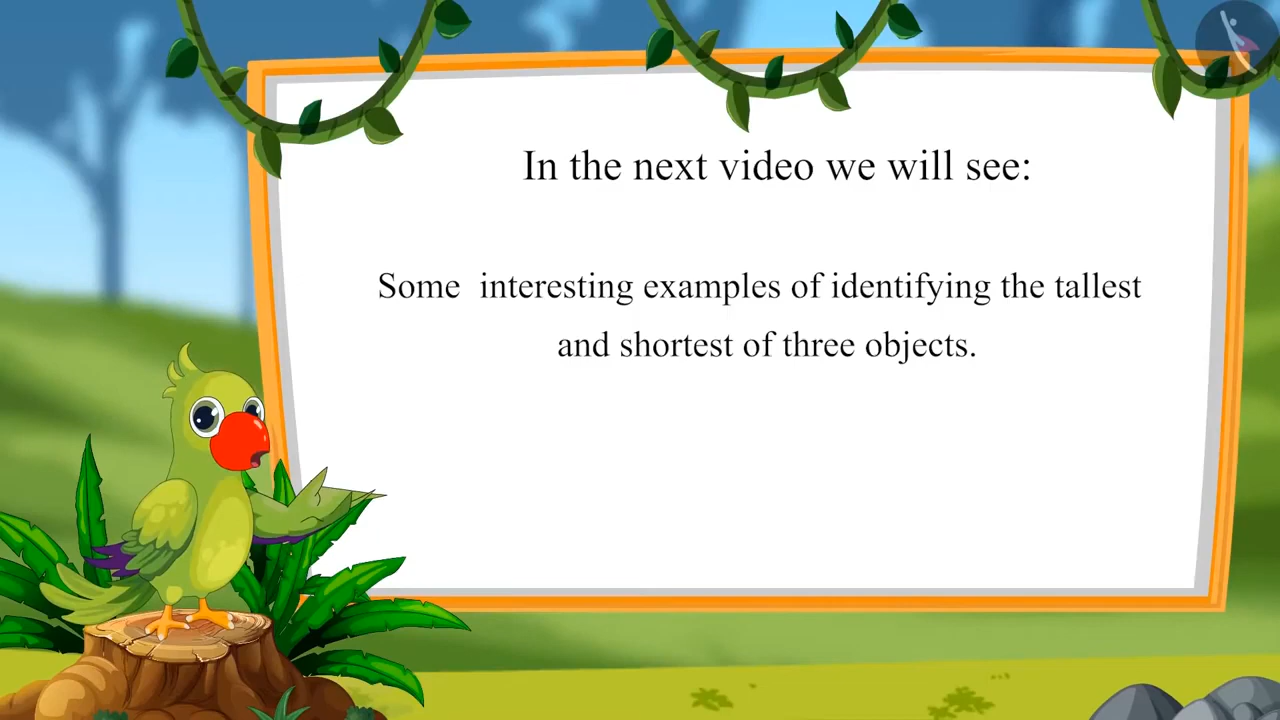 In the next video we will see:
Some interesting examples of identifying the tallest
and shortest of three objects.